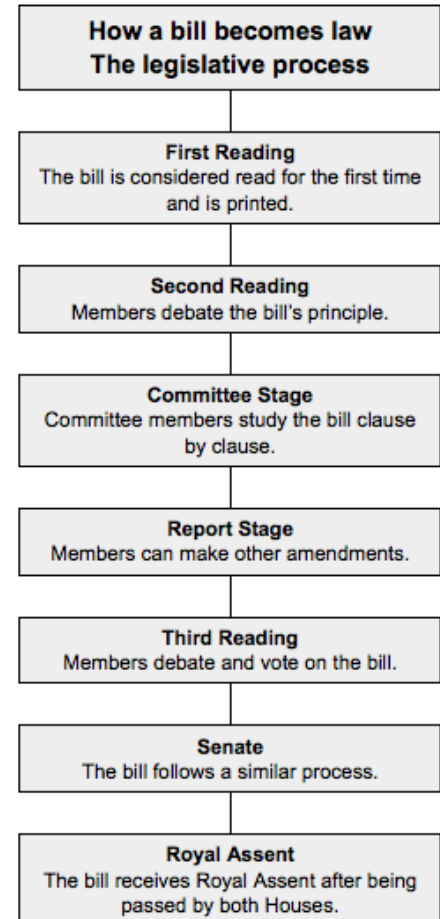 How a bill becomes law
The legislative process
First Reading
The bill is considered read for the first time
and is printed.
Second Reading
Members debate the bill's principle.
Committee Stage
Committee members study the bill clause
by clause.
Report Stage
Members can make other amendments.
Third Reading
Members debate and vote on the bill.
Senate
The bill follows a similar process.
Royal Assent
The bill receives Royal Assent after being
passed by both Houses.